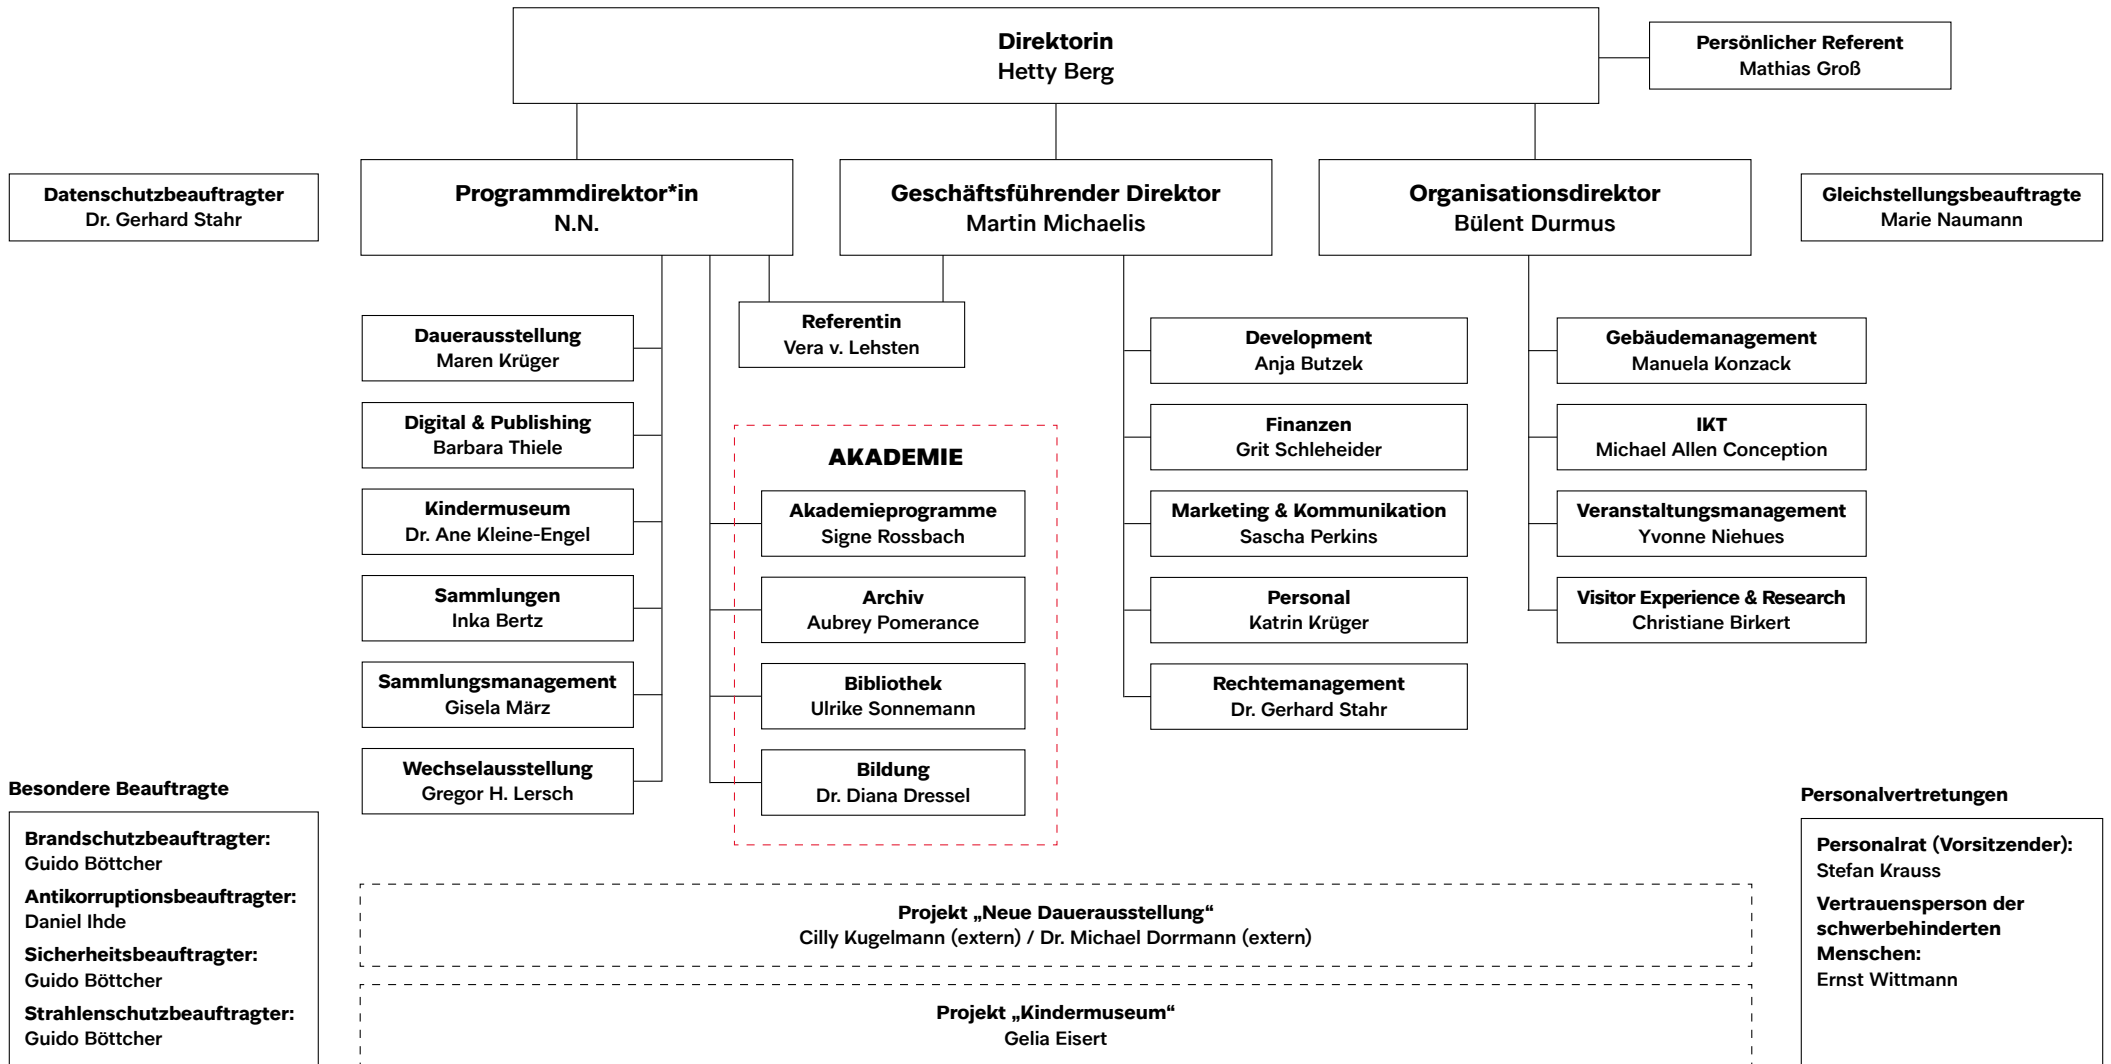 Direktorin
Hetty Berg
Persönlicher Referent
Mathias Groß
Datenschutzbeauftragter
Dr. Gerhard Stahr
Programmdirektor*in
N.N.
Geschäftsführender Direktor
Martin Michaelis
Organisationsdirektor
Bülent Durmus
Gleichstellungsbeauftragte
Marie Naumann
Referentin
Vera v. Lehsten
Dauerausstellung
Maren Krüger
Digital & Publishing
Barbara Thiele
Kindermuseum
Dr. Ane Kleine-Engel
Sammlungen
Inka Bertz
Sammlungsmanagement
Gisela März
Wechselausstellung
Gregor H. Lersch
AKADEMIE
Akademieprogramme
Signe Rossbach
Archiv
Aubrey Pomerance
Bibliothek
Ulrike Sonnemann
Bildung
Dr. Diana Dressel
Development
Anja Butzek
Finanzen
Grit Schleheider
Marketing & Kommunikation
Sascha Perkins
Personal
Katrin Krüger
Rechtemanagement
Dr. Gerhard Stahr
Gebäudemanagement
Manuela Konzack
IKT
Michael Allen Conception
Veranstaltungsmanagement
Yvonne Niehues
Visitor Experience & Research
Christiane Birkert
Besondere Beauftragte
Brandschutzbeauftragter:
Guido Böttcher
Antikorruptionsbeauftragter:
Daniel Ihde
Sicherheitsbeauftragter:
Guido Böttcher
Strahlenschutzbeauftragter:
Guido Böttcher
Projekt „Neue Dauerausstellung“
Cilly Kugelmann (extern) / Dr. Michael Dorrmann (extern)
Projekt „Kindermuseum“
Gelia Eisert
Personalvertretungen
Personalrat (Vorsitzender):
Stefan Krauss
Vertrauensperson der
schwerbehinderten
Menschen:
Ernst Wittmann